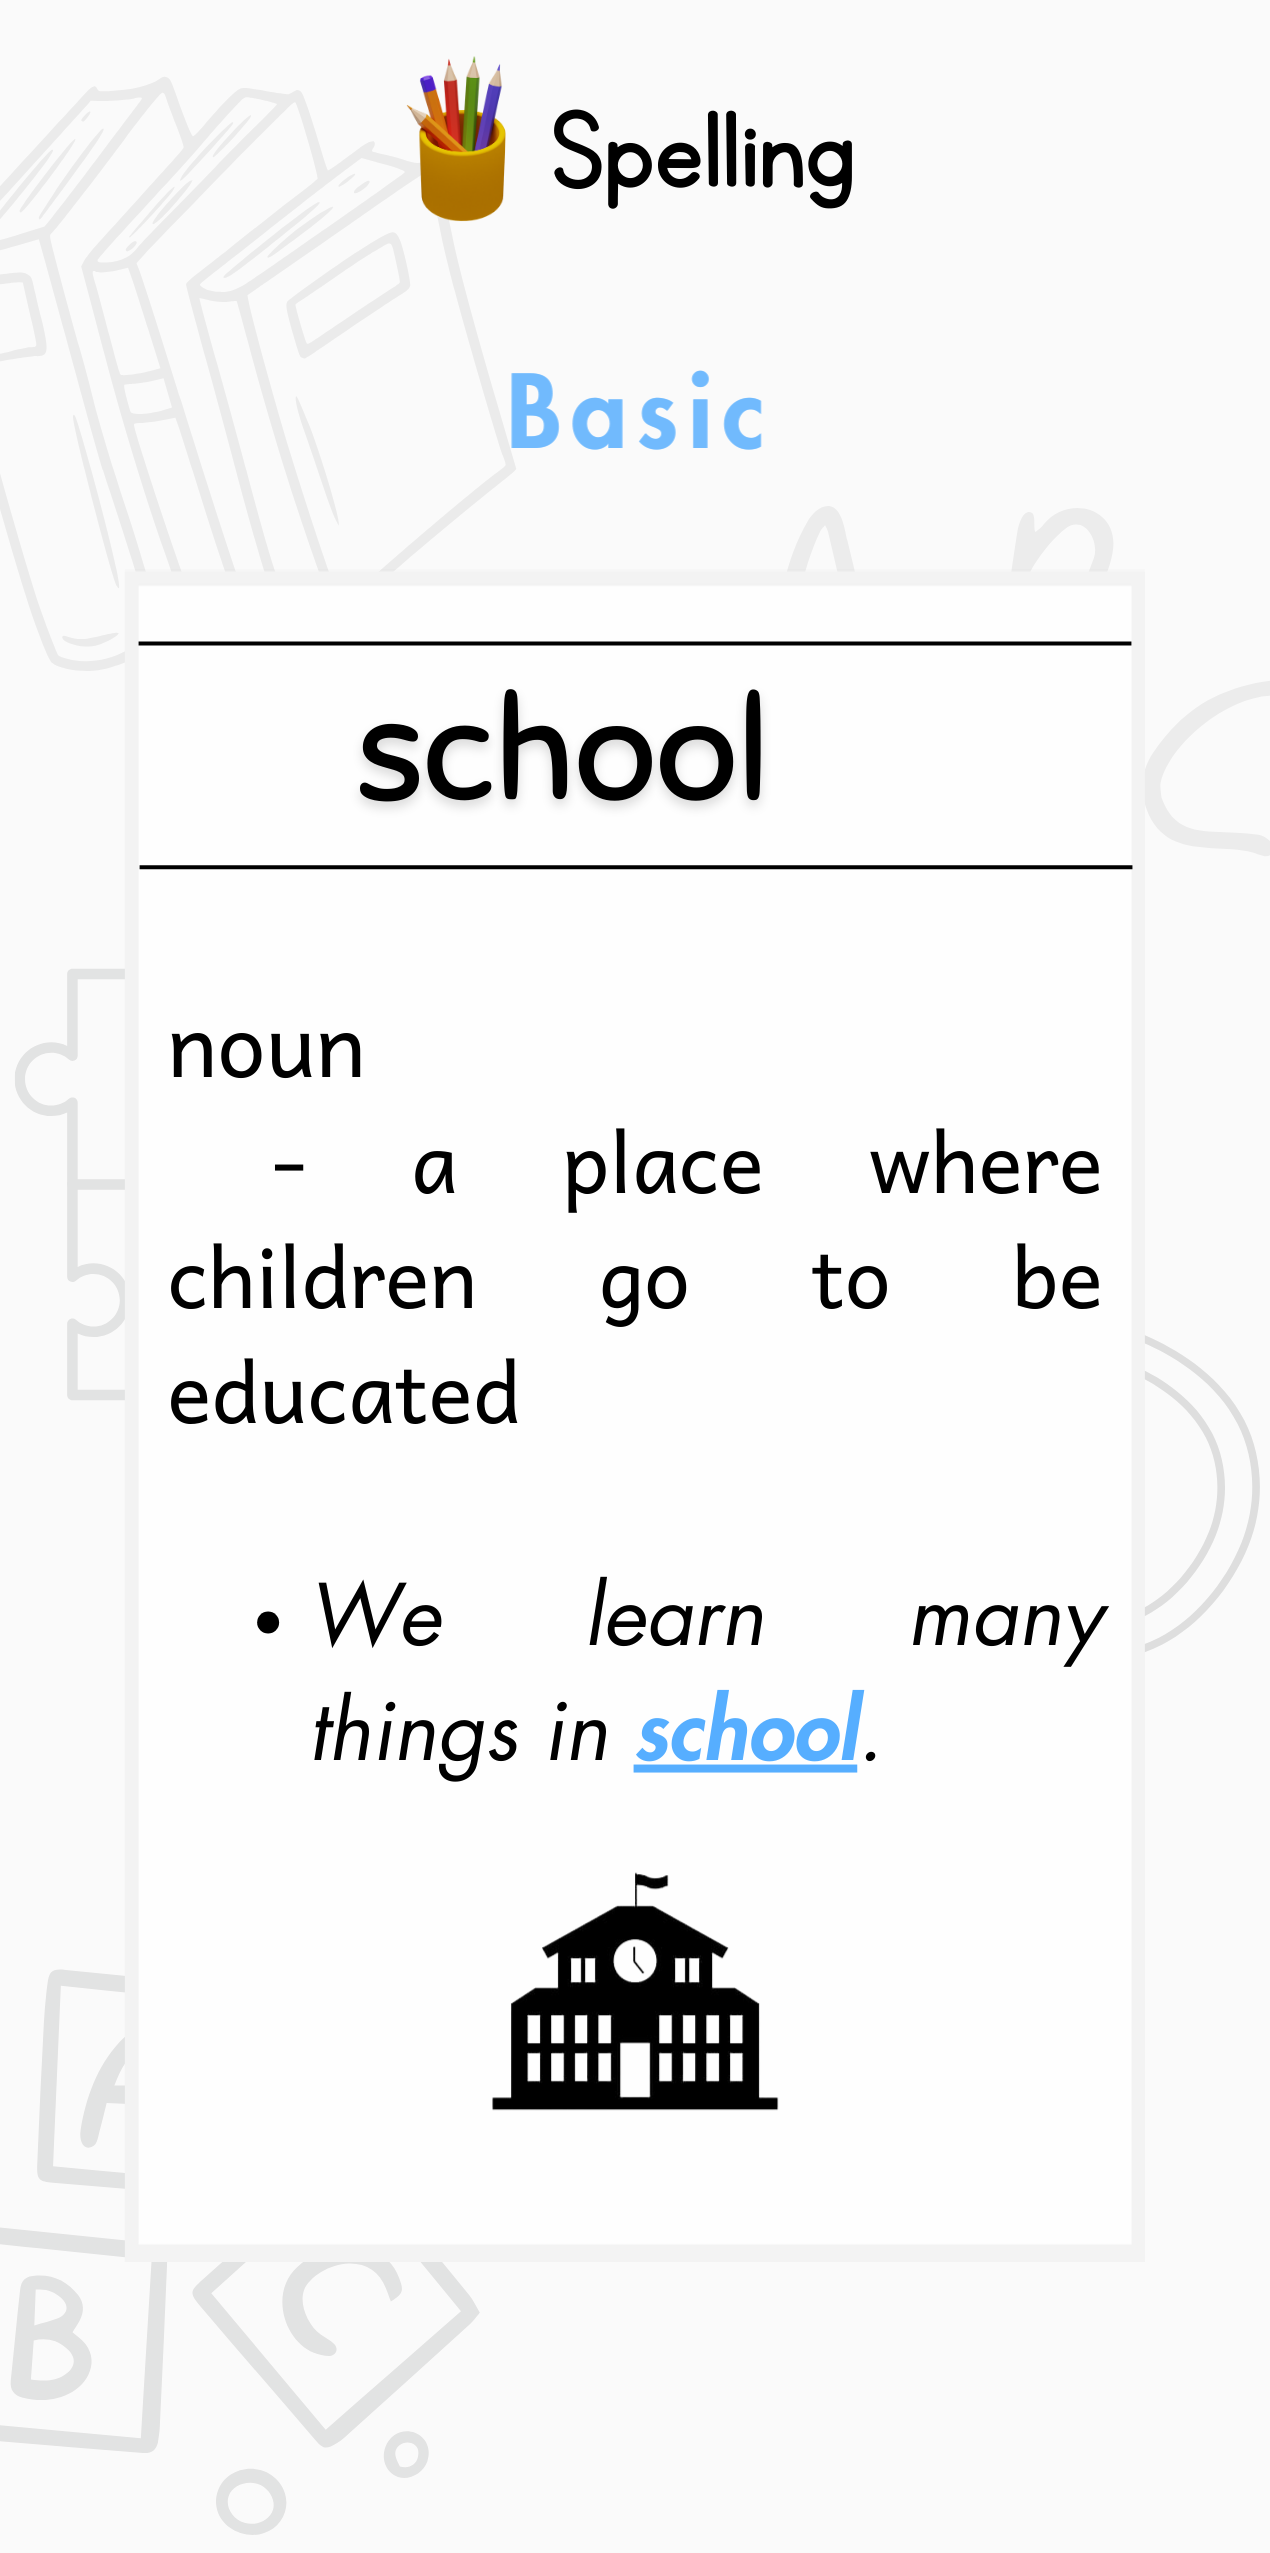 Spelling
Basic
school
noun
- a place where
children go to be
educated
• We learn many
things in school.
A
B
C